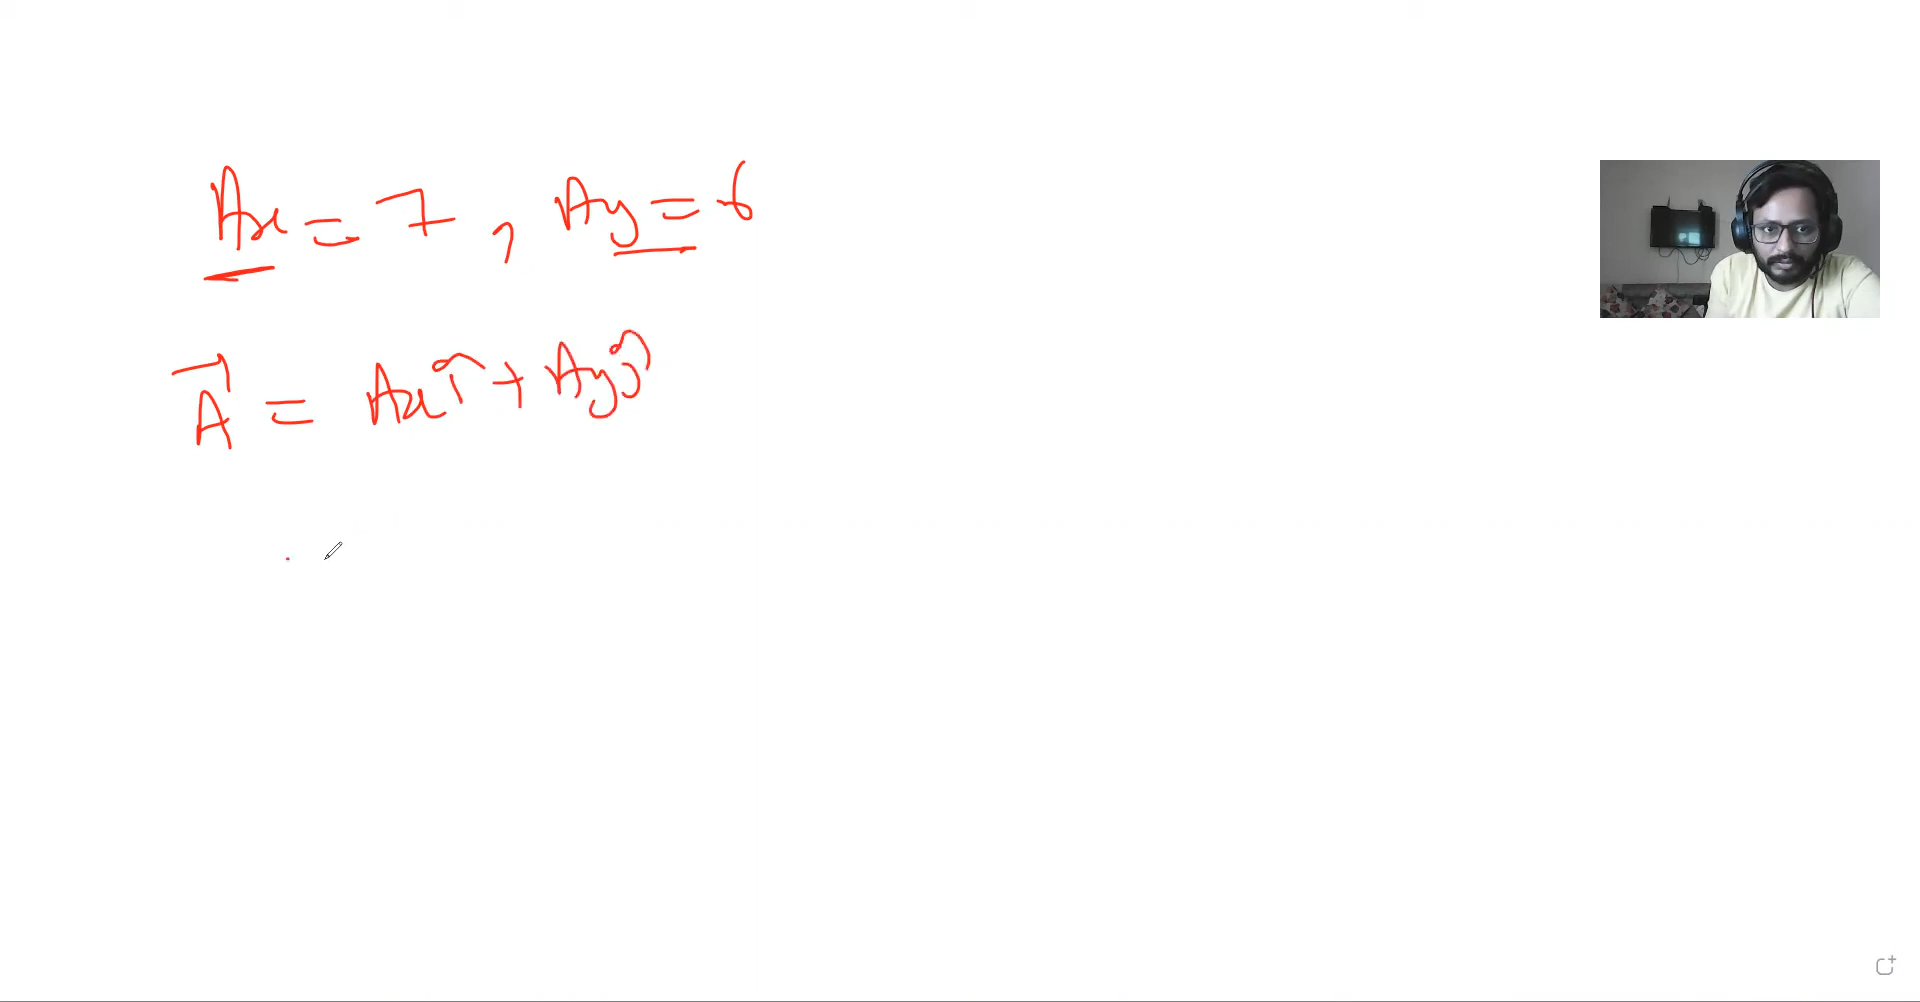 Ax = 7, Ay = 6
A⃗ = Axî + Ayĵ